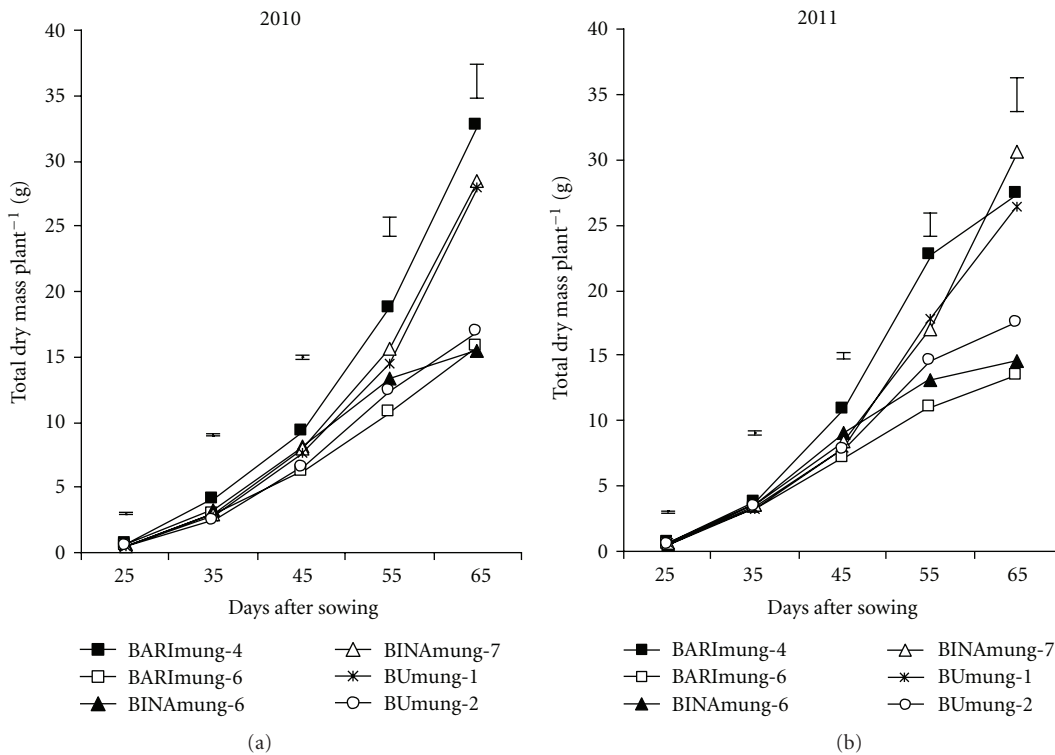 2010
40
35
30
25
20
15
10
5
0
Total dry mass plant−1 (g)
25 35 45 55 65
Days after sowing
BARImung-4 BINAmung-7
BARImung-6 BUmung-1
BINAmung-6 BUmung-2
(a)
2011
40
35
30
25
20
15
10
5
0
Total dry mass plant−1 (g)
25 35 45 55 65
Days after sowing
BARImung-4 BINAmung-7
BARImung-6 BUmung-1
BINAmung-6 BUmung-2
(b)